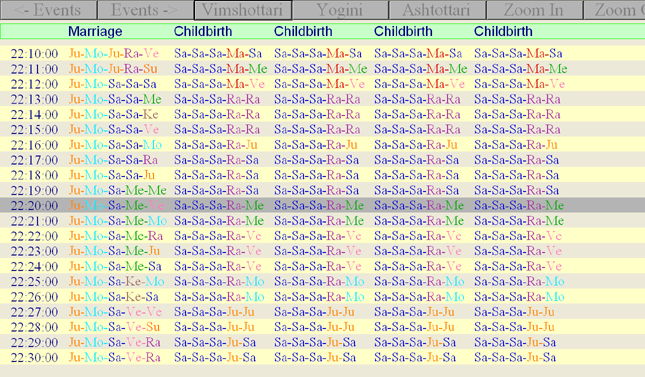 <- Events Events -> Vimshottari Yogini Ashtottari Zoom In Zoom
Marriage Childbirth Childbirth Childbirth Childbirth
22:10:00 Ju-Mo-Ju-Ra-Ve Sa-Sa-Sa-Ma-Sa Sa-Sa-Sa-Ma-Sa Sa-Sa-Sa-Ma-Sa Sa-Sa-Sa-Ma-Sa
22:11:00 Ju-Mo-Ju-Ra-Su Sa-Sa-Sa-Ma-Me Sa-Sa-Sa-Ma-Me Sa-Sa-Sa-Ma-Me Sa-Sa-Sa-Ma-Me
22:12:00 Ju-Mo-Sa-Sa-Sa Sa-Sa-Sa-Ma-Ve Sa-Sa-Sa-Ma-Ve Sa-Sa-Sa-Ma-Ve Sa-Sa-Sa-Ma-Ve
22:13:00 Ju-Mo-Sa-Sa-Me Sa-Sa-Sa-Ra-Ra Sa-Sa-Sa-Ra-Ra Sa-Sa-Sa-Ra-Ra Sa-Sa-Sa-Ra-Ra
22:14:00 Ju-Mo-Sa-Sa-Ke Sa-Sa-Sa-Ra-Ra Sa-Sa-Sa-Ra-Ra Sa-Sa-Sa-Ra-Ra Sa-Sa-Sa-Ra-Ra
22:15:00 Ju-Mo-Sa-Sa-Ve Sa-Sa-Sa-Ra-Ra Sa-Sa-Sa-Ra-Ra Sa-Sa-Sa-Ra-Ra Sa-Sa-Sa-Ra-Ra
22:16:00 Ju-Mo-Sa-Sa-Mo Sa-Sa-Sa-Ra-Ju Sa-Sa-Sa-Ra-Ju Sa-Sa-Sa-Ra-Ju Sa-Sa-Sa-Ra-Ju
22:17:00 Ju-Mo-Sa-Sa-Ra Sa-Sa-Sa-Ra-Sa Sa-Sa-Sa-Ra-Sa Sa-Sa-Sa-Ra-Sa Sa-Sa-Sa-Ra-Sa
22:18:00 Ju-Mo-Sa-Sa-Ju Sa-Sa-Sa-Ra-Sa Sa-Sa-Sa-Ra-Sa Sa-Sa-Sa-Ra-Sa Sa-Sa-Sa-Ra-Sa
22:19:00 Ju-Mo-Sa-Me-Me Sa-Sa-Sa-Ra-Sa Sa-Sa-Sa-Ra-Sa Sa-Sa-Sa-Ra-Sa Sa-Sa-Sa-Ra-Sa
22:20:00 Ju-Mo-Sa-Me-Ve Sa-Sa-Sa-Ra-Me Sa-Sa-Sa-Ra-Me Sa-Sa-Sa-Ra-Me Sa-Sa-Sa-Ra-Me
22:21:00 Ju-Mo-Sa-Me-Mo Sa-Sa-Sa-Ra-Me Sa-Sa-Sa-Ra-Me Sa-Sa-Sa-Ra-Me Sa-Sa-Sa-Ra-Me
22:22:00 Ju-Mo-Sa-Me-Ra Sa-Sa-Sa-Ra-Ve Sa-Sa-Sa-Ra-Ve Sa-Sa-Sa-Ra-Ve Sa-Sa-Sa-Ra-Ve
22:23:00 Ju-Mo-Sa-Me-Ju Sa-Sa-Sa-Ra-Ve Sa-Sa-Sa-Ra-Ve Sa-Sa-Sa-Ra-Ve Sa-Sa-Sa-Ra-Ve
22:24:00 Ju-Mo-Sa-Me-Sa Sa-Sa-Sa-Ra-Ve Sa-Sa-Sa-Ra-Ve Sa-Sa-Sa-Ra-Ve Sa-Sa-Sa-Ra-Ve
22:25:00 Ju-Mo-Sa-Ke-Mo Sa-Sa-Sa-Ra-Mo Sa-Sa-Sa-Ra-Mo Sa-Sa-Sa-Ra-Mo Sa-Sa-Sa-Ra-Mo
22:26:00 Ju-Mo-Sa-Ke-Sa Sa-Sa-Sa-Ra-Mo Sa-Sa-Sa-Ra-Mo Sa-Sa-Sa-Ra-Mo Sa-Sa-Sa-Ra-Mo
22:27:00 Ju-Mo-Sa-Ve-Ve Sa-Sa-Sa-Ju-Ju Sa-Sa-Sa-Ju-Ju Sa-Sa-Sa-Ju-Ju Sa-Sa-Sa-Ju-Ju
22:28:00 Ju-Mo-Sa-Ve-Su Sa-Sa-Sa-Ju-Ju Sa-Sa-Sa-Ju-Ju Sa-Sa-Sa-Ju-Ju Sa-Sa-Sa-Ju-Ju
22:29:00 Ju-Mo-Sa-Ve-Ra Sa-Sa-Sa-Ju-Sa Sa-Sa-Sa-Ju-Sa Sa-Sa-Sa-Ju-Sa Sa-Sa-Sa-Ju-Sa
22:30:00 Ju-Mo-Sa-Ve-Ra Sa-Sa-Sa-Ju-Sa Sa-Sa-Sa-Ju-Sa Sa-Sa-Sa-Ju-Sa Sa-Sa-Sa-Ju-Sa